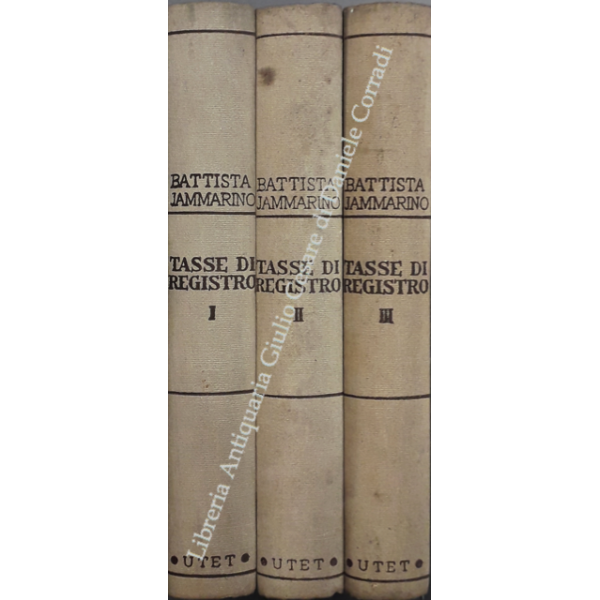 BATTISTA
JAMMARINO
TASSE DI
REGISTRO
I
• UTET •
BATTISTA
JAMMARINO
TASSE DI
REGISTRO
II
• UTET •
BATTISTA
JAMMARINO
TASSE DI
REGISTRO
III
• UTET •
Libreria Antiquaria Giulio Cesare di Daniele Corradi